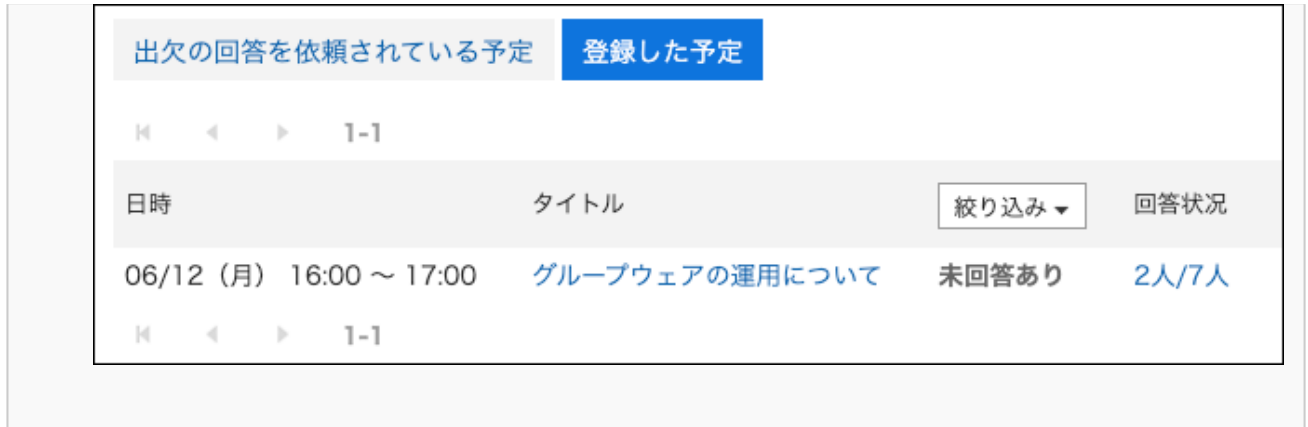 出欠の回答を依頼されている予定 登録した予定
1-1
日時 タイトル 絞り込み 回答状況
06/12（月） 16:00 ～ 17:00 グループウェアの運用について 未回答あり 2人/7人
1-1